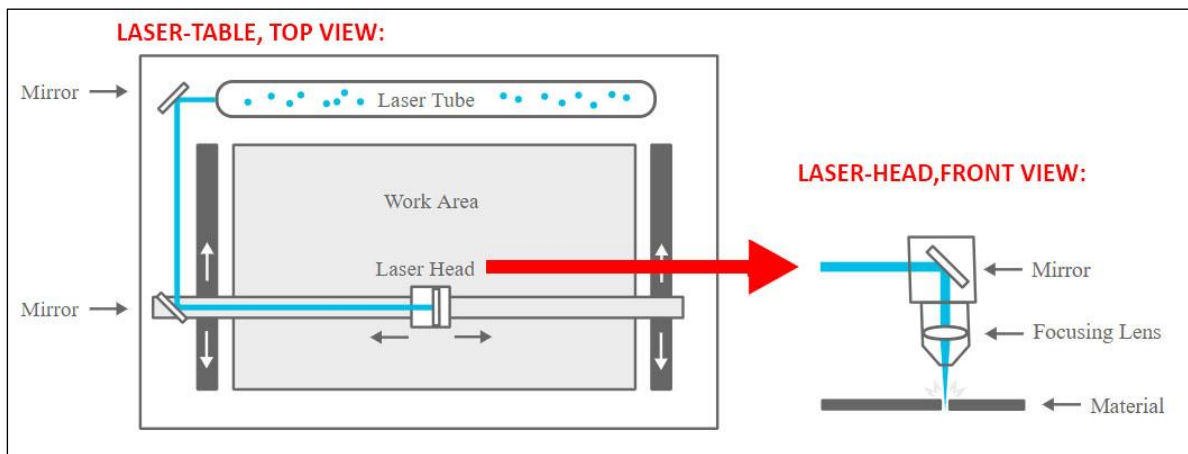 LASER-TABLE, TOP VIEW:
Mirror
Laser Tube
LASER-HEAD,FRONT VIEW:
Work Area
Laser Head
Mirror
Mirror
Focusing Lens
Material